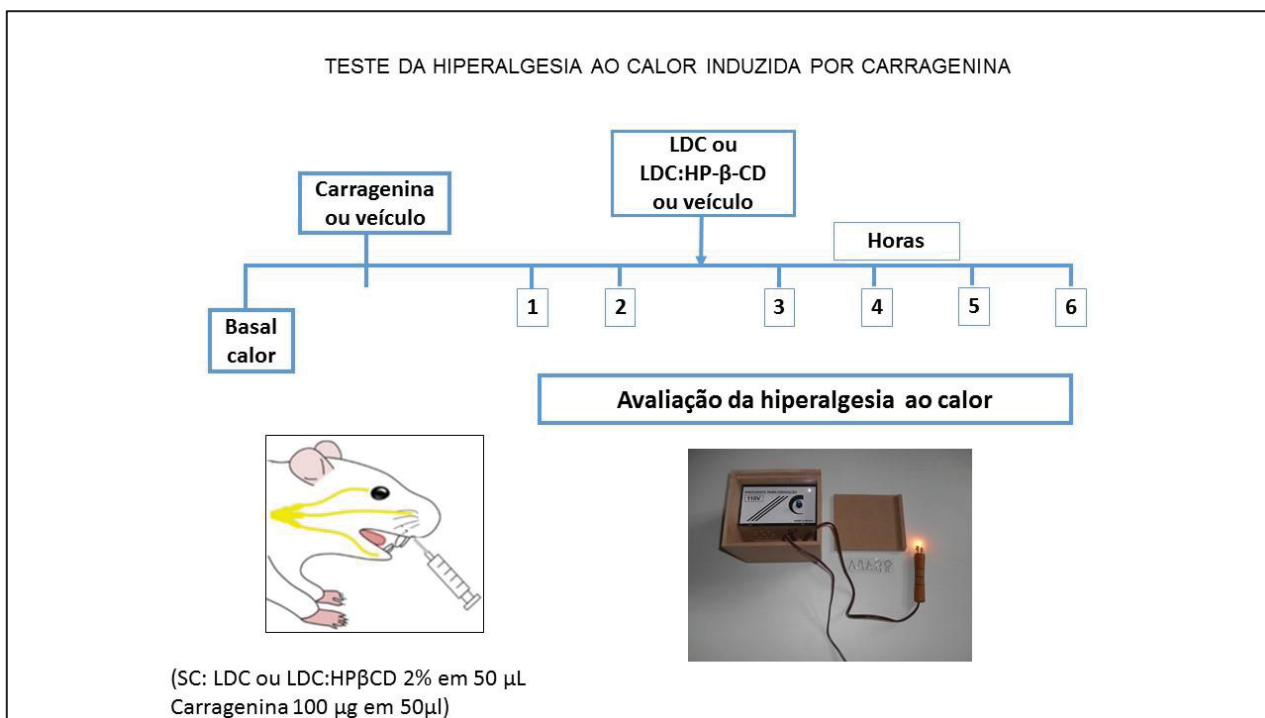 TESTE DA HIPERALGESIA AO CALOR INDUZIDA POR CARRAGENINA
LDC ou
LDC:HP-β-CD
ou veículo
Carragenina
ou veículo
Horas
1 2 3 4 5 6
Basal
calor
Avaliação da hiperalgesia ao calor
110V
(SC: LDC ou LDC:HPβCD 2% em 50 µL
Carragenina 100 µg em 50µl)